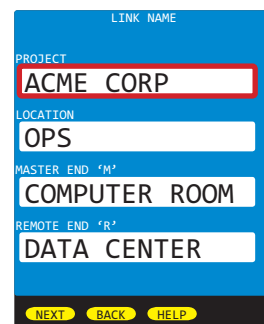 LINK NAME
PROJECT
ACME CORP
LOCATION
OPS
MASTER END ‘M’
COMPUTER ROOM
REMOTE END ‘R’
DATA CENTER
NEXT BACK HELP